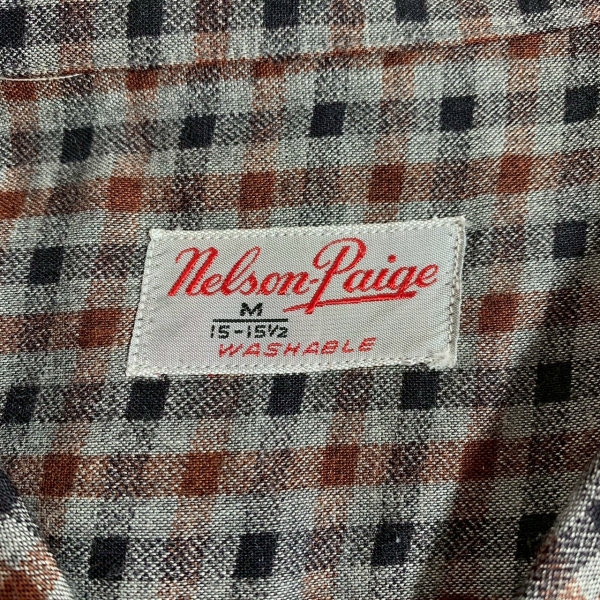 Nelson-Paige
M
15-15½
WASHABLE